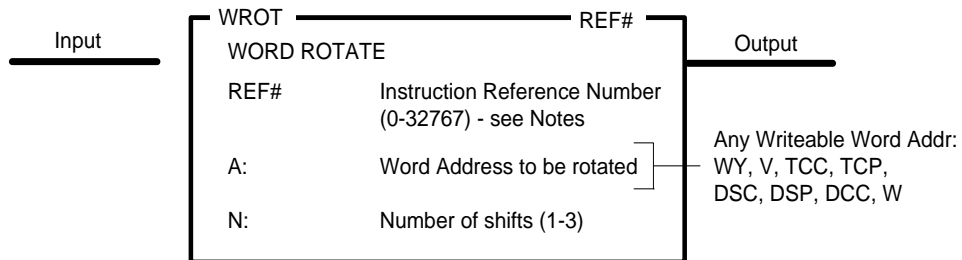 WROT REF#
Input
WORD ROTATE
Output
REF# Instruction Reference Number
(0-32767) - see Notes
A: Word Address to be rotated
Any Writeable Word Addr:
WY, V, TCC, TCP,
DSC, DSP, DCC, W
N: Number of shifts (1-3)